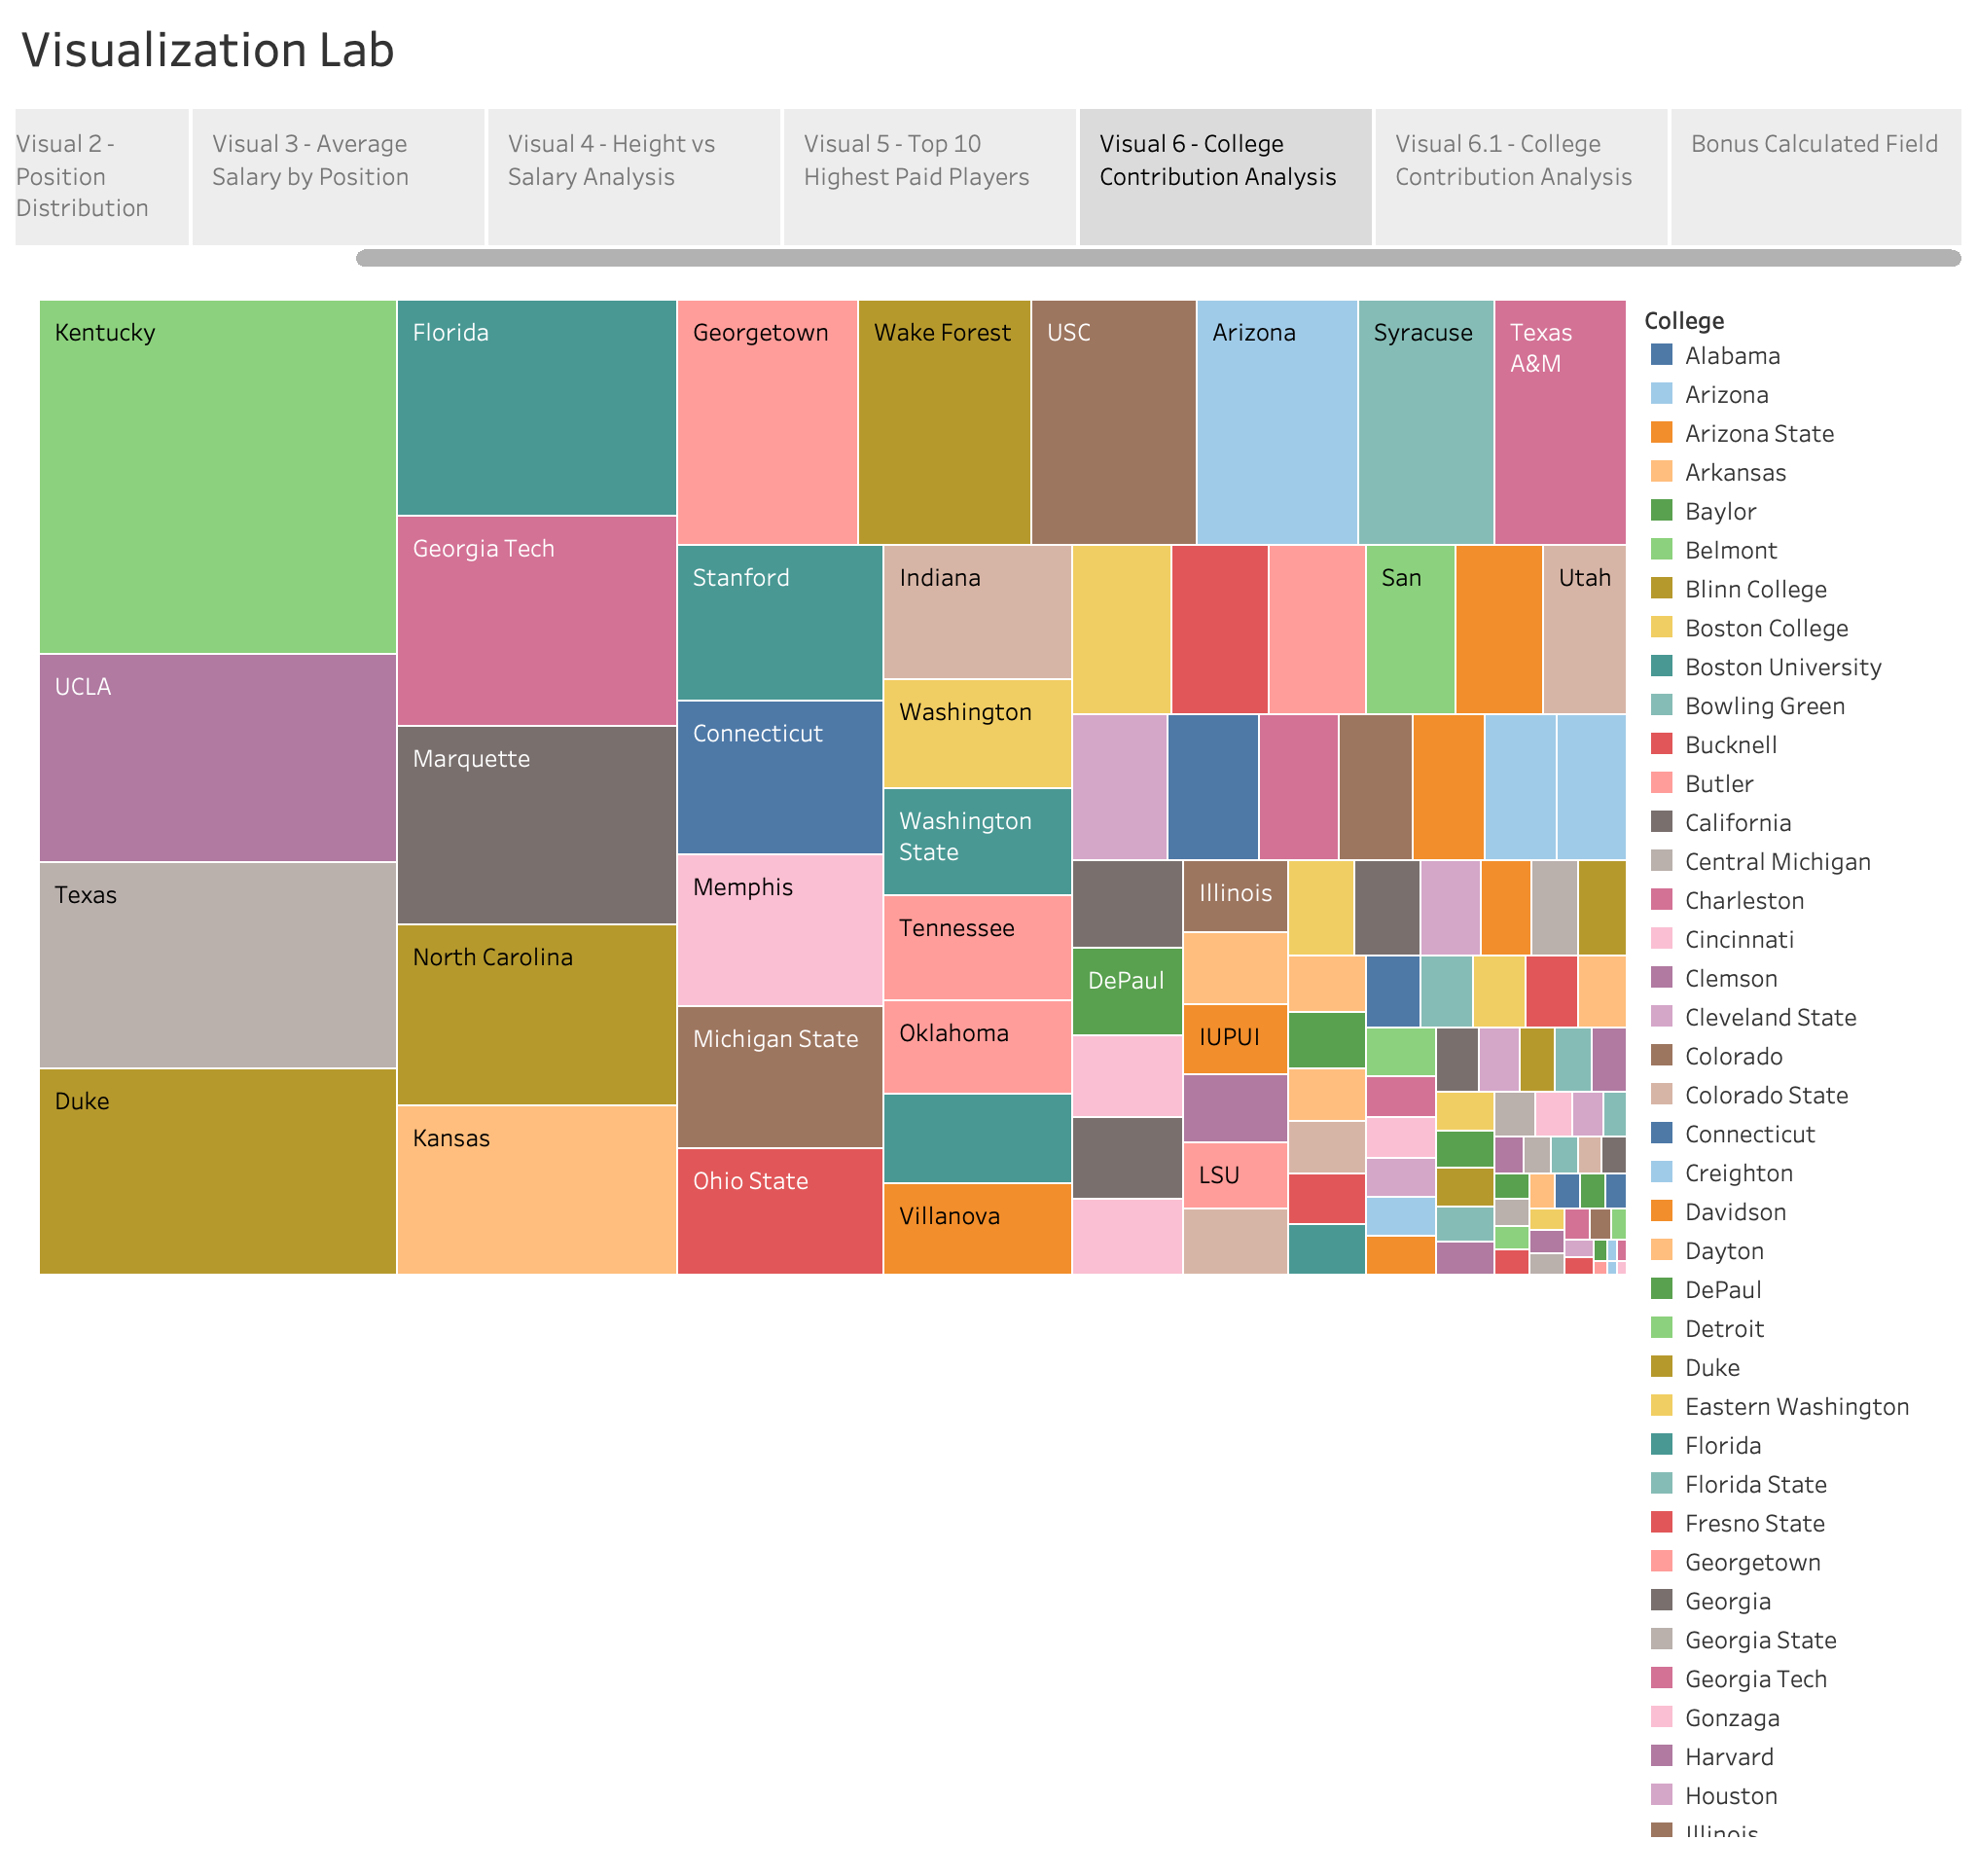 Visualization Lab
Visual 2 -
Position
Distribution
Visual 3 - Average
Salary by Position
Visual 4 - Height vs
Salary Analysis
Visual 5 - Top 10
Highest Paid Players
Visual 6 - College
Contribution Analysis
Visual 6.1 - College
Contribution Analysis
Bonus Calculated Field
Kentucky
UCLA
Texas
Duke
Florida
Georgia Tech
Marquette
North Carolina
Kansas
Georgetown
Wake Forest
USC
Arizona
Syracuse
Texas
A&M
Stanford
Connecticut
Memphis
Michigan State
Ohio State
Indiana
Washington
Washington
State
Tennessee
Oklahoma
Villanova
San
Utah
DePaul
Illinois
IUPUI
LSU
College
Alabama
Arizona
Arizona State
Arkansas
Baylor
Belmont
Blinn College
Boston College
Boston University
Bowling Green
Bucknell
Butler
California
Central Michigan
Charleston
Cincinnati
Clemson
Cleveland State
Colorado
Colorado State
Connecticut
Creighton
Davidson
Dayton
DePaul
Detroit
Duke
Eastern Washington
Florida
Florida State
Fresno State
Georgetown
Georgia
Georgia State
Georgia Tech
Gonzaga
Harvard
Houston
Illinois